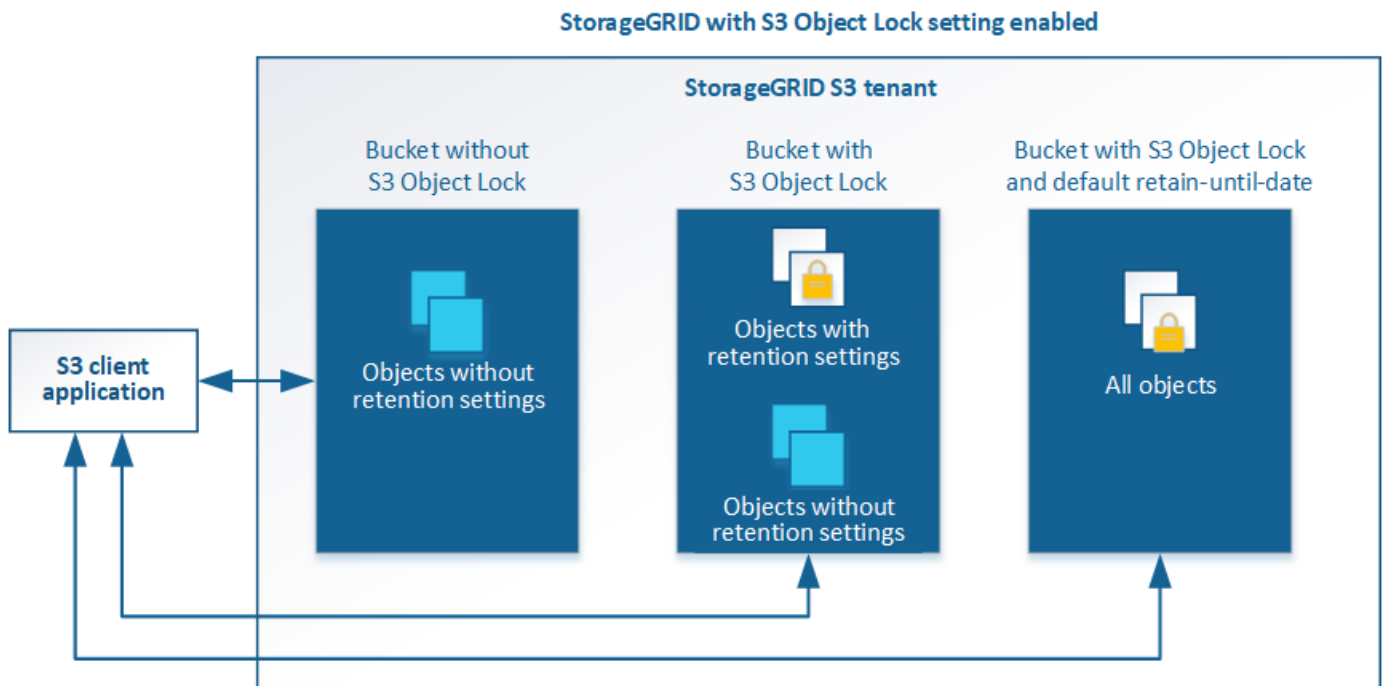 StorageGRID with S3 Object Lock setting enabled
StorageGRID S3 tenant
Bucket without
S3 Object Lock
Bucket with
S3 Object Lock
Bucket with S3 Object Lock
and default retain-until-date
S3 client
application
Objects without
retention settings
Objects with
retention settings
Objects without
retention settings
All objects